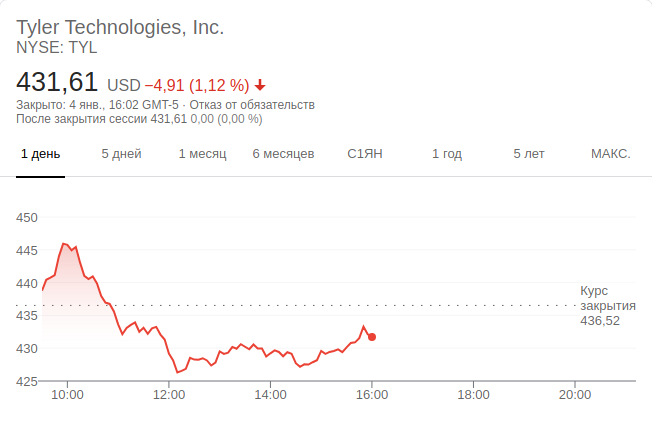 Tyler Technologies, Inc.
NYSE: TYL
431,61 USD −4,91 (1,12 %)
Закрыто: 4 янв., 16:02 GMT-5 · Отказ от обязательств
После закрытия сессии 431,61 0,00 (0,00 %)
1 день 5 дней 1 месяц 6 месяцев С1ЯН 1 год 5 лет МАКС.
450
445
440
435
430
425
Курс
закрытия
436,52
10:00 12:00 14:00 16:00 18:00 20:00